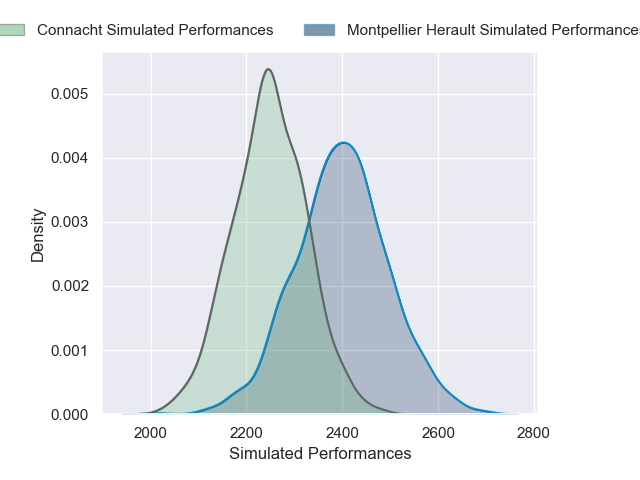 Connacht Simulated Performances Montpellier Herault Simulated Performances
0.005
0.004
0.003
0.002
0.001
0.000
Density
2000 2200 2400 2600 2800
Simulated Performances